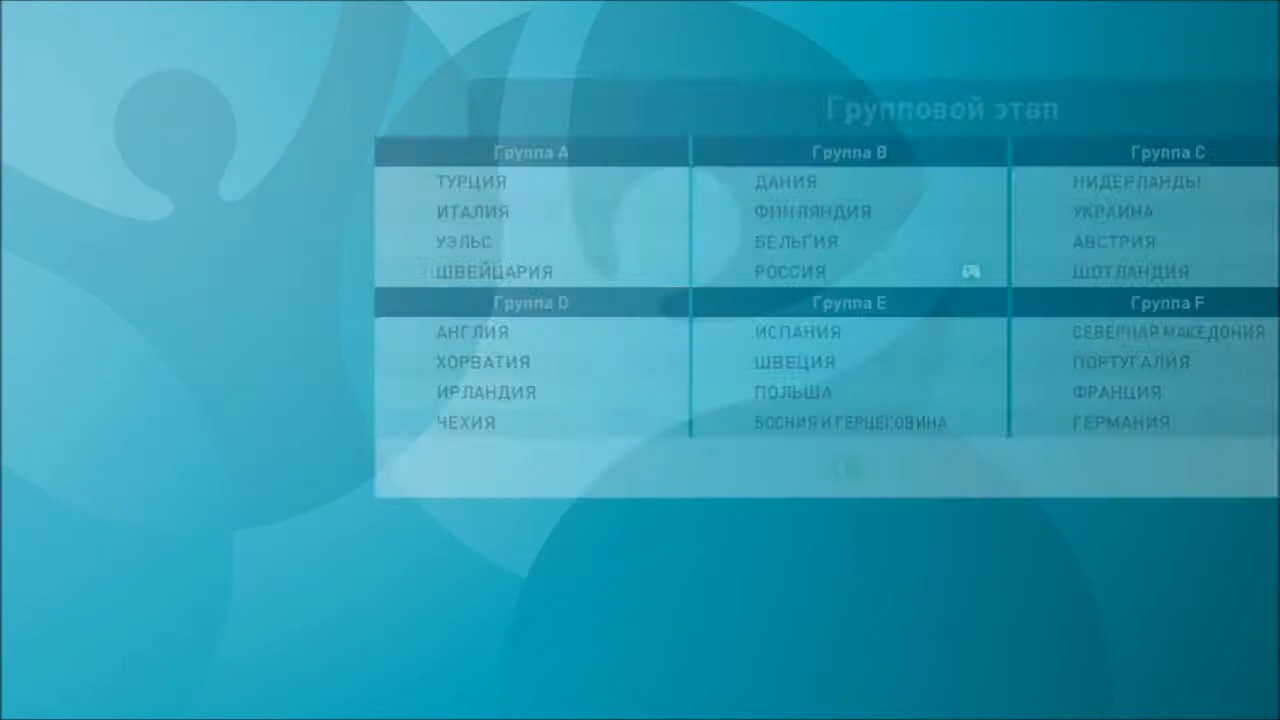 Групповой этап
Группа A
ТУРЦИЯ
ИТАЛИЯ
УЭЛЬС
ШВЕЙЦАРИЯ
Группа B
ДАНИЯ
ФИНЛЯНДИЯ
БЕЛЬГИЯ
РОССИЯ
Группа C
НИДЕРЛАНДЫ
УКРАИНА
АВСТРИЯ
ШОТЛАНДИЯ
Группа D
АНГЛИЯ
ХОРВАТИЯ
ИРЛАНДИЯ
ЧЕХИЯ
Группа E
ИСПАНИЯ
ШВЕЦИЯ
ПОЛЬША
БОСНИЯ И ГЕРЦЕГОВИНА
Группа F
СЕВЕРНАЯ МАКЕДОНИЯ
ПОРТУГАЛИЯ
ФРАНЦИЯ
ГЕРМАНИЯ